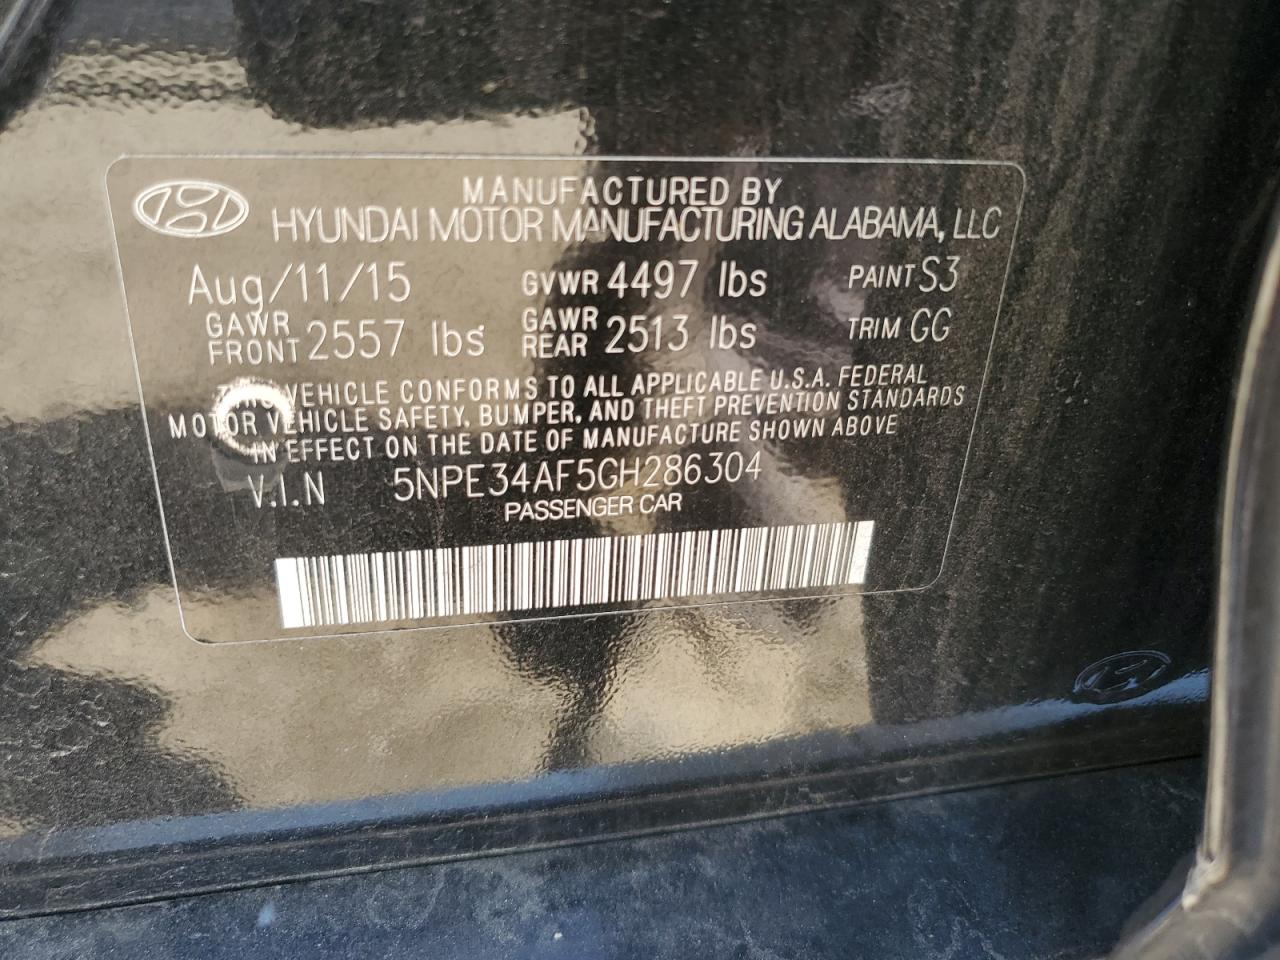 MANUFACTURED BY
HYUNDAI MOTOR MANUFACTURING ALABAMA, LLC
Aug/11/15 GVWR 4497 lbs PAINT S3
GAWR FRONT 2557 lbs GAWR REAR 2513 lbs TRIM GG
THIS VEHICLE CONFORMS TO ALL APPLICABLE U.S.A. FEDERAL
MOTOR VEHICLE SAFETY, BUMPER, AND THEFT PREVENTION STANDARDS
IN EFFECT ON THE DATE OF MANUFACTURE SHOWN ABOVE
V.I.N 5NPE34AF5GH286304
PASSENGER CAR